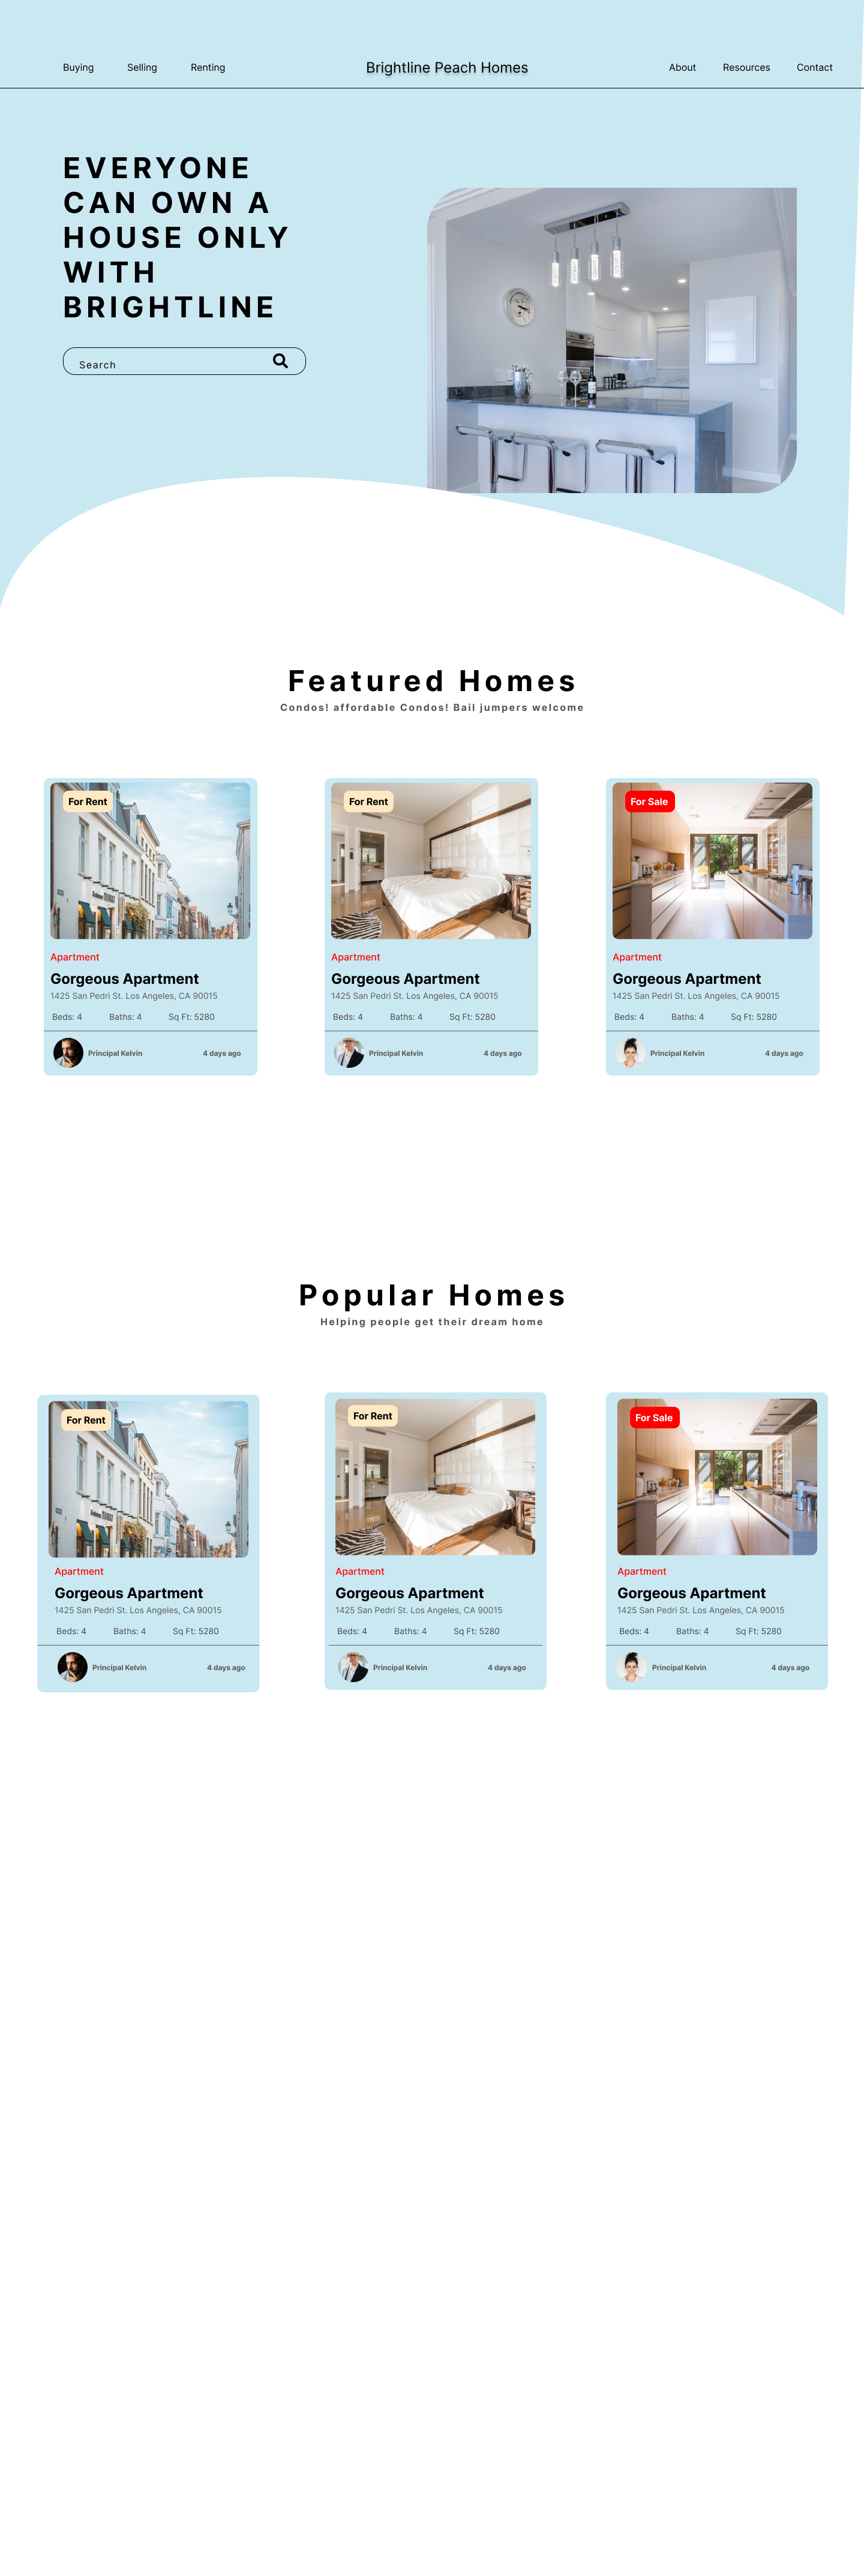 Buying Selling Renting Brightline Peach Homes About Resources Contact
EVERYONE
CAN OWN A
HOUSE ONLY
WITH
BRIGHTLINE
Search
Featured Homes
Condos! affordable Condos! Bail jumpers welcome
For Rent
Apartment
Gorgeous Apartment
1425 San Pedri St. Los Angeles, CA 90015
Beds: 4 Baths: 4 Sq Ft: 5280
Principal Kelvin 4 days ago
For Rent
Apartment
Gorgeous Apartment
1425 San Pedri St. Los Angeles, CA 90015
Beds: 4 Baths: 4 Sq Ft: 5280
Principal Kelvin 4 days ago
For Sale
Apartment
Gorgeous Apartment
1425 San Pedri St. Los Angeles, CA 90015
Beds: 4 Baths: 4 Sq Ft: 5280
Principal Kelvin 4 days ago
Popular Homes
Helping people get their dream home
For Rent
Apartment
Gorgeous Apartment
1425 San Pedri St. Los Angeles, CA 90015
Beds: 4 Baths: 4 Sq Ft: 5280
Principal Kelvin 4 days ago
For Rent
Apartment
Gorgeous Apartment
1425 San Pedri St. Los Angeles, CA 90015
Beds: 4 Baths: 4 Sq Ft: 5280
Principal Kelvin 4 days ago
For Sale
Apartment
Gorgeous Apartment
1425 San Pedri St. Los Angeles, CA 90015
Beds: 4 Baths: 4 Sq Ft: 5280
Principal Kelvin 4 days ago